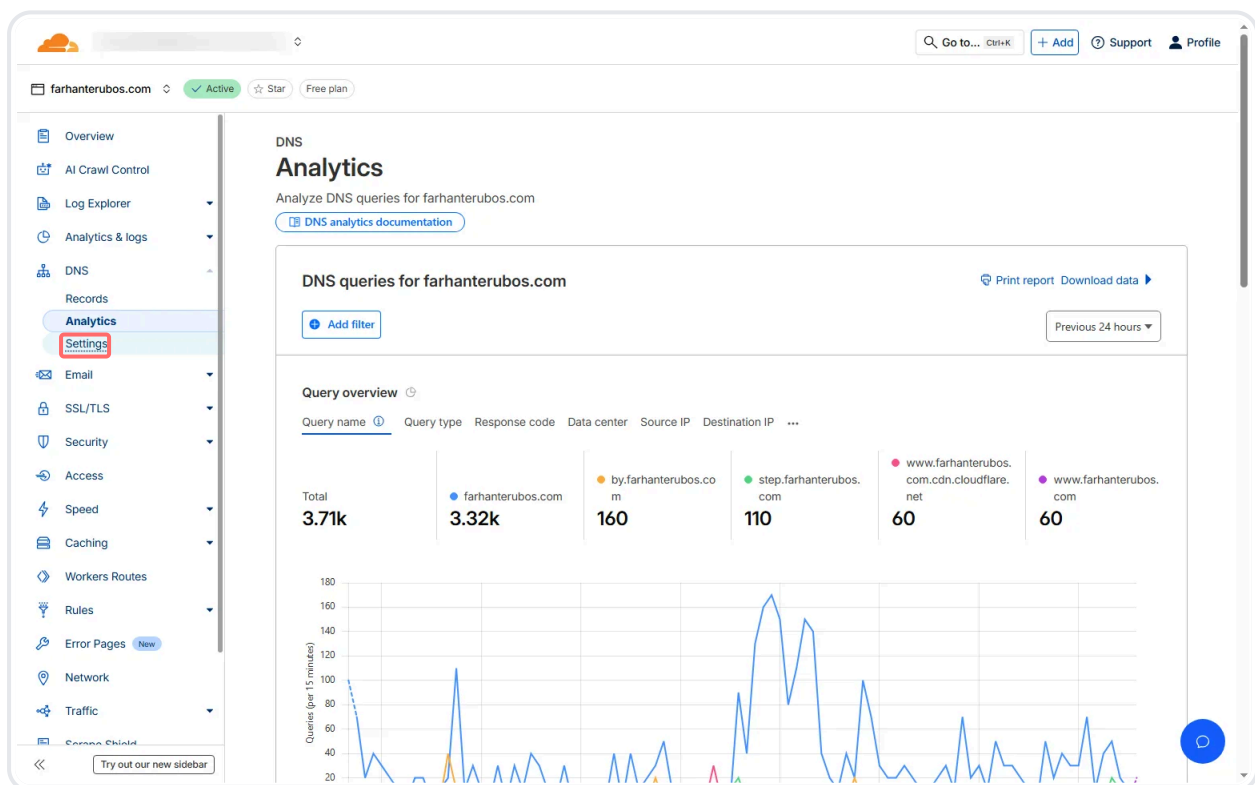 Go to... Ctrl+K
+ Add
Support
Profile
farhanterubos.com
Active
Star
Free plan
Overview
AI Crawl Control
Log Explorer
Analytics & logs
DNS
Records
Analytics
Settings
Email
SSL/TLS
Security
Access
Speed
Caching
Workers Routes
Rules
Error Pages New
Network
Traffic
Scrape Shield
Try out our new sidebar
DNS
Analytics
Analyze DNS queries for farhanterubos.com
DNS analytics documentation
DNS queries for farhanterubos.com
Print report Download data
Add filter
Previous 24 hours
Query overview
Query name Query type Response code Data center Source IP Destination IP ...
Total
3.71k
farhanterubos.com
3.32k
by.farhanterubos.co
m
160
step.farhanterubos.
com
110
www.farhanterubos.
com.cdn.cloudflare.
net
60
www.farhanterubos.
com
60
Queries (per 15 minutes)
180
160
140
120
100
80
60
40
20